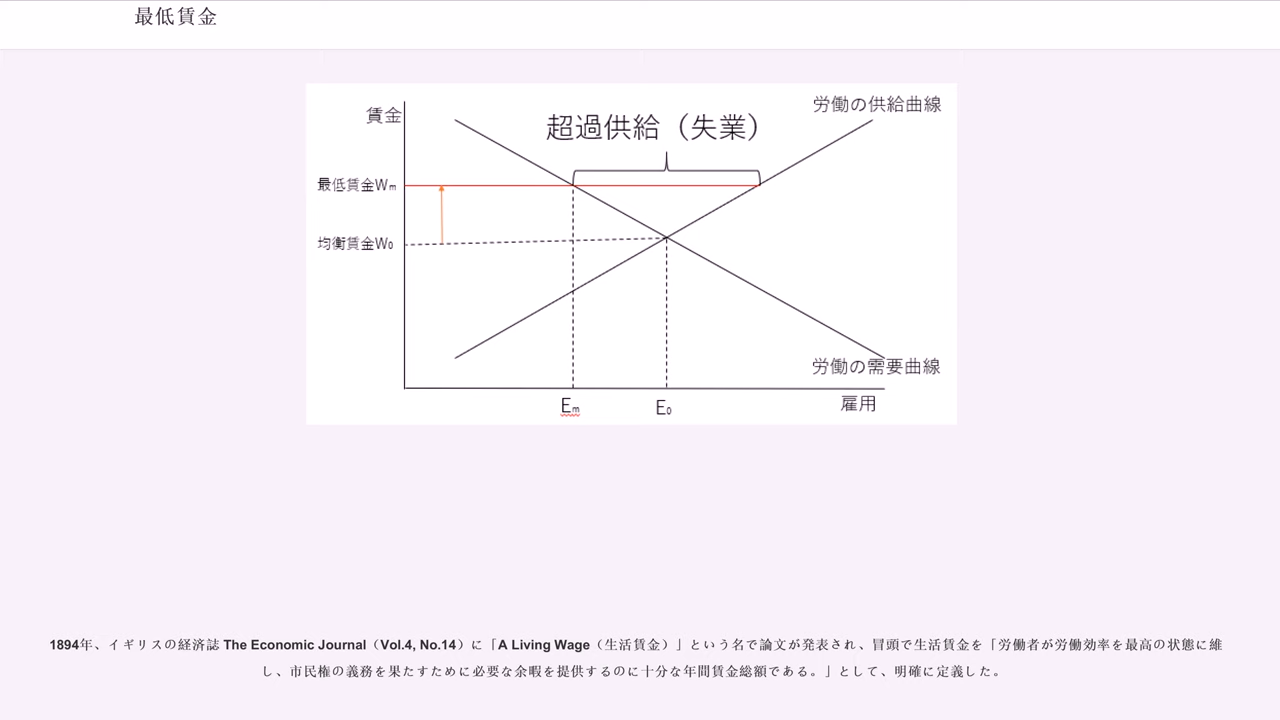 最低賃金
賃金
超過供給（失業）
労働の供給曲線
最低賃金Wm
均衡賃金W0
労働の需要曲線
Em
E0
雇用
1894年、イギリスの経済誌 The Economic Journal（Vol.4, No.14）に「A Living Wage（生活賃金）」という名で論文が発表され、冒頭で生活賃金を「労働者が労働効率を最高の状態に維
し、市民権の義務を果たすために必要な余暇を提供するのに十分な年間賃金総額である。」として、明確に定義した。